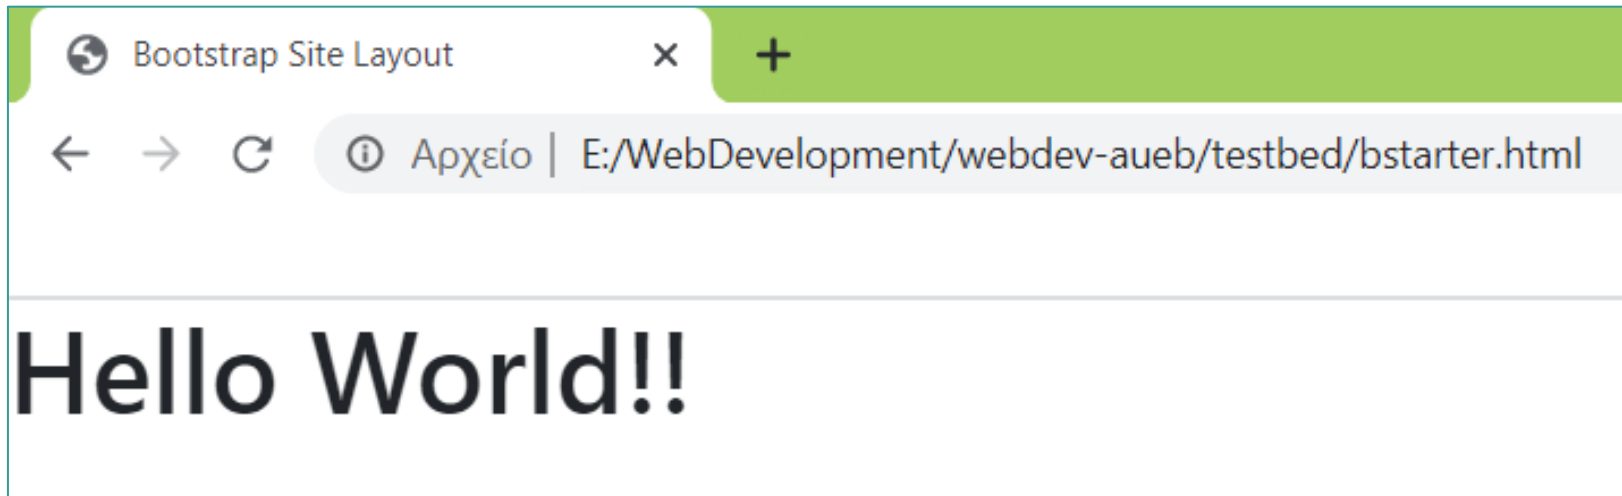 Bootstrap Site Layout
Αρχείο | E:/WebDevelopment/webdev-aueb/testbed/bstarter.html
Hello World!!